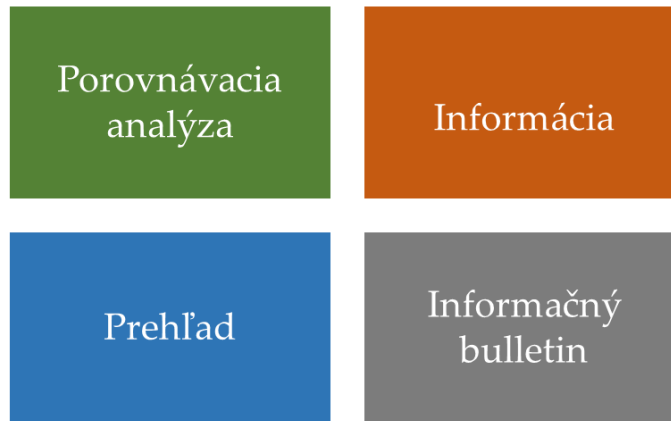 Porovnávacia
analýza
Informácia
Prehľad
Informačný
bulletin